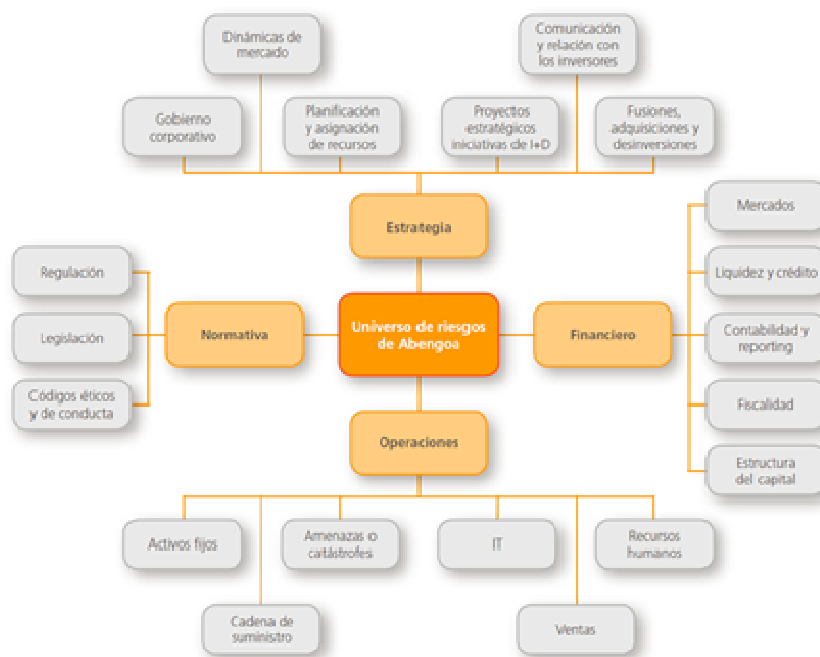 Dinámicas de
mercado
Comunicación
y relación con
los inversores
Gobierno
corporativo
Planificación
y asignación
de recursos
Proyectos
estratégicos
iniciativas de I+D
Fusiones,
adquisiciones y
desinversiones
Estrategia
Mercados
Regulación
Liquidez y crédito
Legislación
Normativa
Universo de riesgos
de Abengoa
Financiero
Contabilidad y
reporting
Códigos éticos
y de conducta
Fiscalidad
Operaciones
Estructura
del capital
Activos fijos
Amenazas o
catástrofes
IT
Recursos
humanos
Cadena de
suministro
Ventas